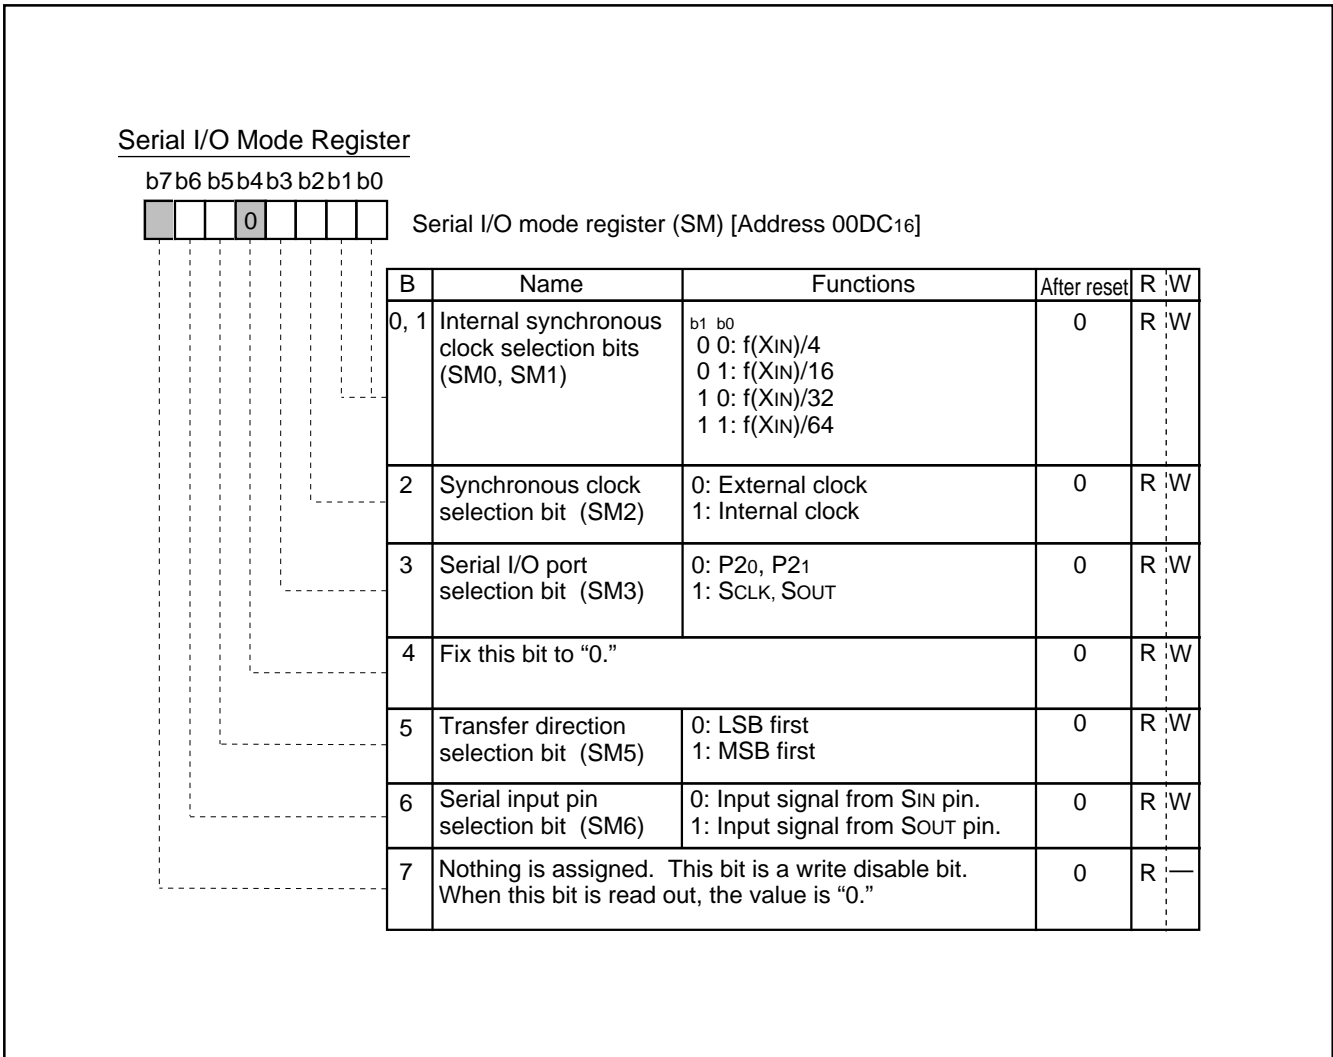 Serial I/O Mode Register
b7 b6 b5 b4 b3 b2 b1 b0
0
Serial I/O mode register (SM) [Address 00DC16]
B Name Functions After reset R W
0, 1 Internal synchronous clock selection bits (SM0, SM1)
b1 b0
0 0: f(XIN)/4
0 1: f(XIN)/16
1 0: f(XIN)/32
1 1: f(XIN)/64
0 R W
2 Synchronous clock selection bit (SM2)
0: External clock
1: Internal clock
0 R W
3 Serial I/O port selection bit (SM3)
0: P20, P21
1: SCLK, SOUT
0 R W
4 Fix this bit to “0.” 0 R W
5 Transfer direction selection bit (SM5)
0: LSB first
1: MSB first
0 R W
6 Serial input pin selection bit (SM6)
0: Input signal from SIN pin.
1: Input signal from SOUT pin.
0 R W
7 Nothing is assigned. This bit is a write disable bit.
When this bit is read out, the value is “0.”
0 R —